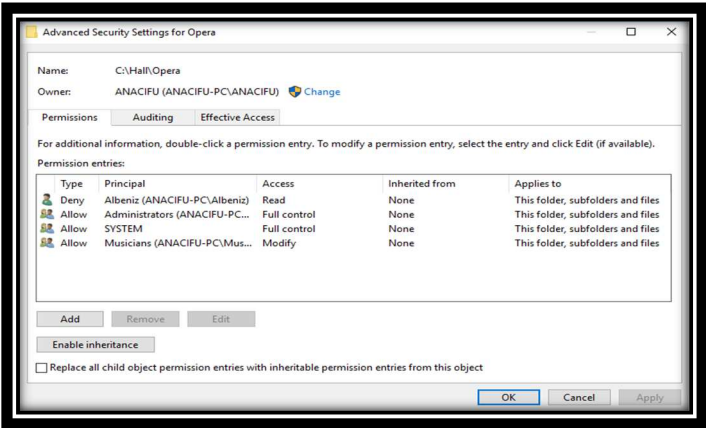 Advanced Security Settings for Opera
Name: C:\Hall\Opera
Owner: ANACIFU (ANACIFU-PC\ANACIFU) Change
Permissions Auditing Effective Access
For additional information, double-click a permission entry. To modify a permission entry, select the entry and click Edit (if available).
Permission entries:
Type Principal Access Inherited from Applies to
Deny Albeniz (ANACIFU-PC\Albeniz) Read None This folder, subfolders and files
Allow Administrators (ANACIFU-PC... Full control None This folder, subfolders and files
Allow SYSTEM Full control None This folder, subfolders and files
Allow Musicians (ANACIFU-PC\Mus... Modify None This folder, subfolders and files
Add Remove Edit
Enable inheritance
Replace all child object permission entries with inheritable permission entries from this object
OK Cancel Apply